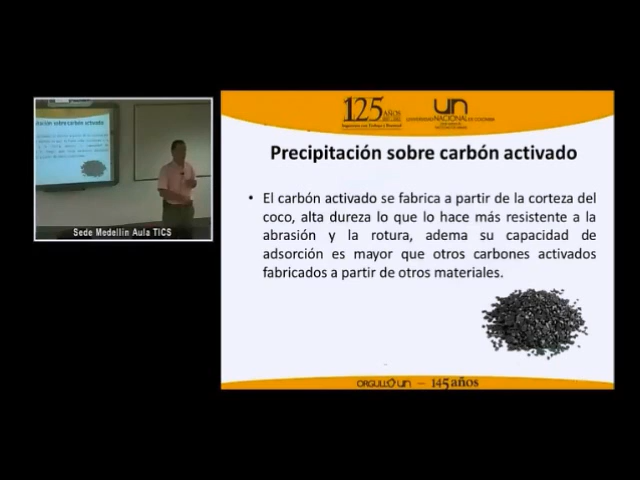 125 AÑOS
UN
UNIVERSIDAD NACIONAL DE COLOMBIA
Precipitación sobre carbón activado
• El carbón activado se fabrica a partir de la corteza del
coco, alta dureza lo que lo hace más resistente a la
abrasión y la rotura, adema su capacidad de
adsorción es mayor que otros carbones activados
fabricados a partir de otros materiales.
Sede Medellín Aula TICS
ORGULLO UN — 145 años